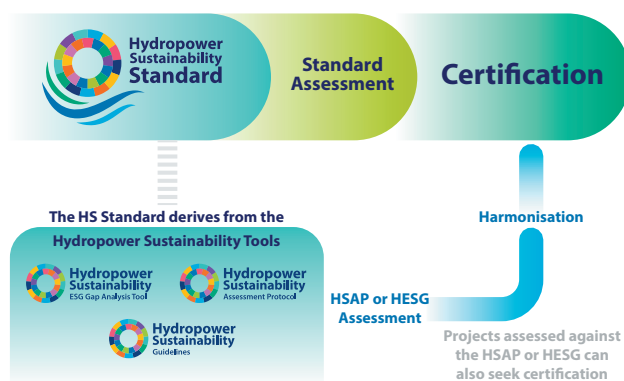 Hydropower
Sustainability
Standard
Standard
Assessment
Certification
The HS Standard derives from the
Hydropower Sustainability Tools
Hydropower
Sustainability
ESG Gap Analysis Tool
Hydropower
Sustainability
Assessment Protocol
Hydropower
Sustainability
Guidelines
HSAP or HESG
Assessment
Harmonisation
Projects assessed against
the HSAP or HESG can
also seek certification